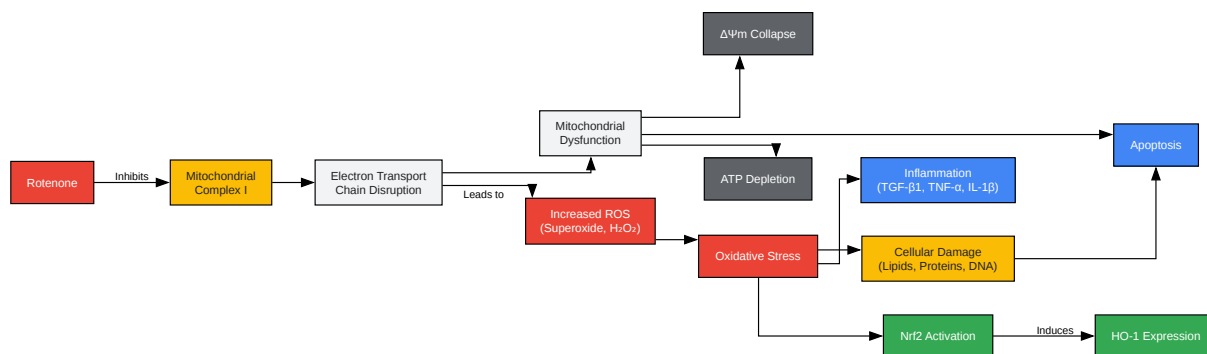 ΔΨm Collapse
Mitochondrial
Dysfunction
Apoptosis
Rotenone
Inhibits
Mitochondrial
Complex I
Electron Transport
Chain Disruption
Leads to
ATP Depletion
Inflammation
(TGF-β1, TNF-α, IL-1β)
Increased ROS
(Superoxide, H₂O₂)
Oxidative Stress
Cellular Damage
(Lipids, Proteins, DNA)
Nrf2 Activation
Induces
HO-1 Expression